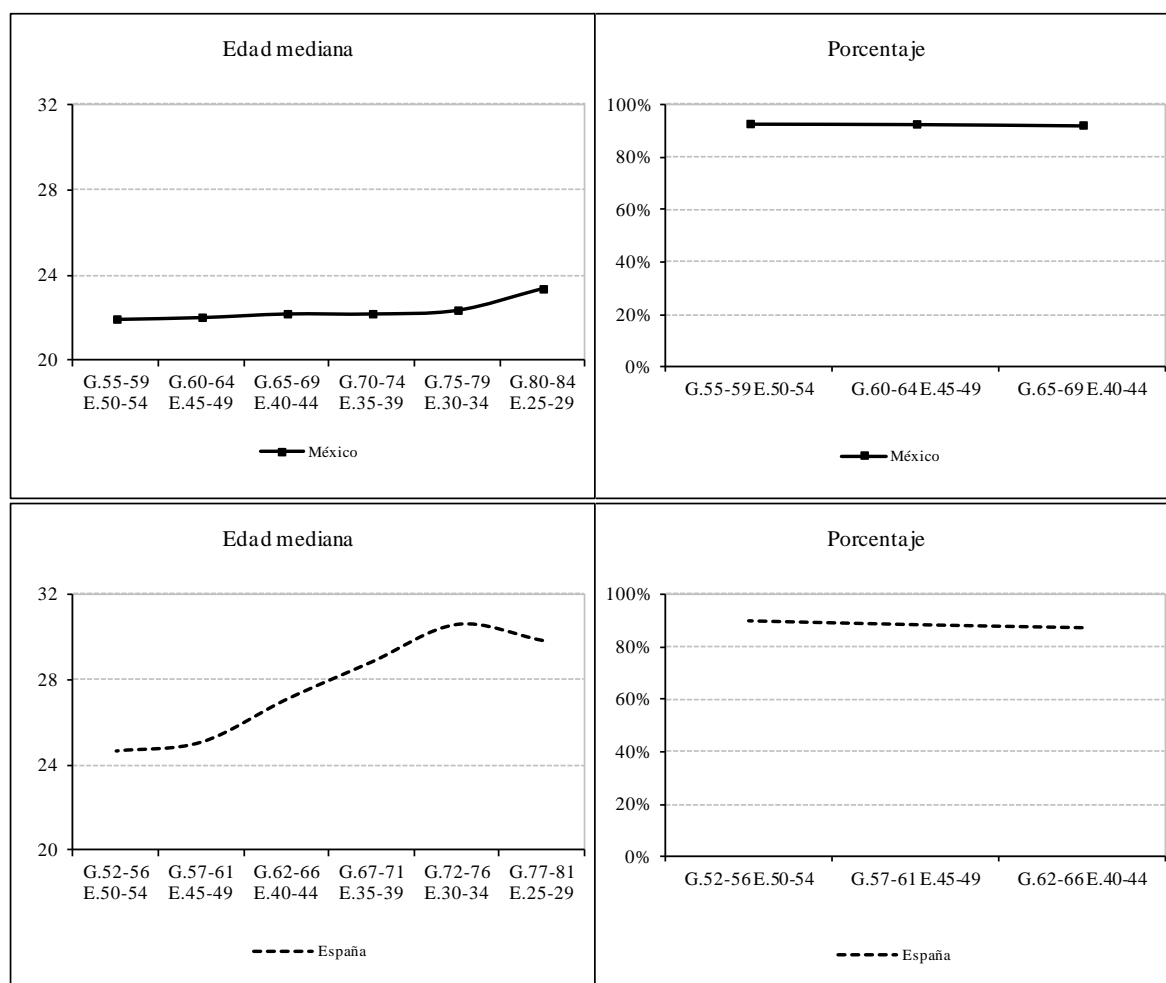 Edad mediana
32
28
24
20
G.55-59 G.60-64 G.65-69 G.70-74 G.75-79 G.80-84
E.50-54 E.45-49 E.40-44 E.35-39 E.30-34 E.25-29
México
Porcentaje
100%
80%
60%
40%
20%
0%
G.55-59 E.50-54 G.60-64 E.45-49 G.65-69 E.40-44
México
Edad mediana
32
28
24
20
G.52-56 G.57-61 G.62-66 G.67-71 G.72-76 G.77-81
E.50-54 E.45-49 E.40-44 E.35-39 E.30-34 E.25-29
España
Porcentaje
100%
80%
60%
40%
20%
0%
G.52-56 E.50-54 G.57-61 E.45-49 G.62-66 E.40-44
España